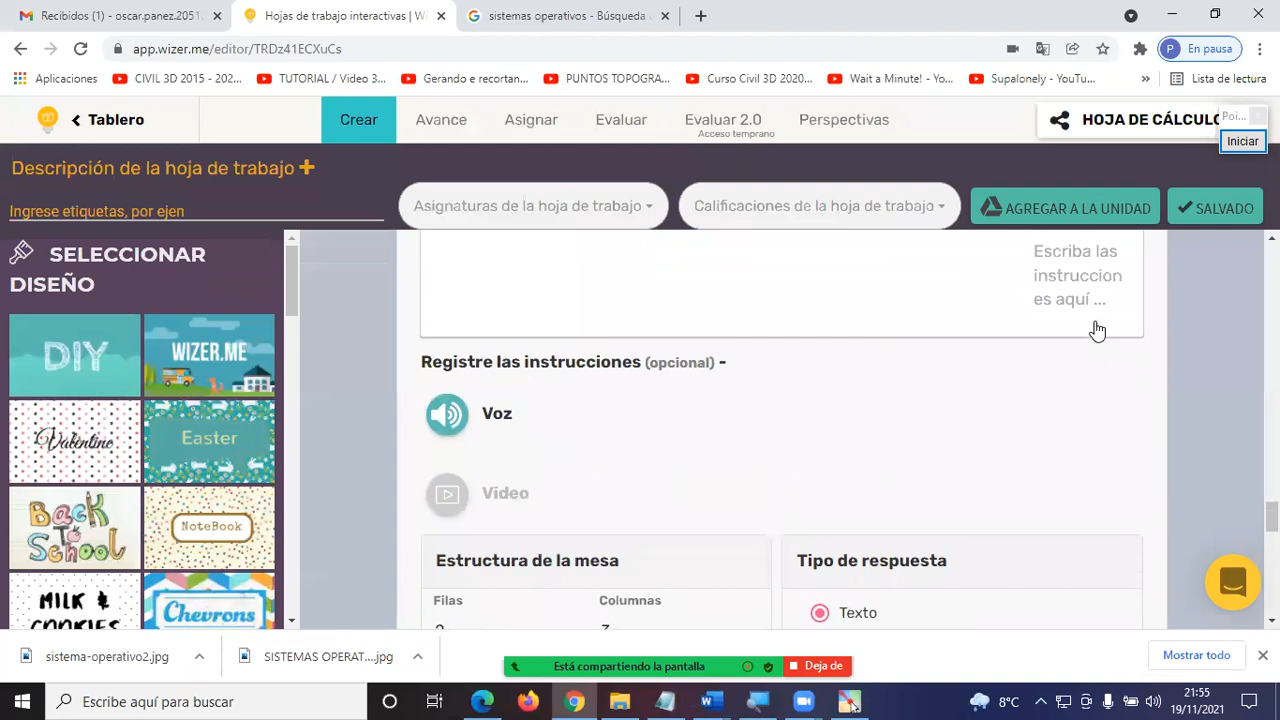 Recibidos (1) - oscar.panez.2051
Hojas de trabajo interactivas | Wi
sistemas operativos - Búsqueda
app.wizer.me/editor/TRDz41ECXuCs
P En pausa
Aplicaciones
CIVIL 3D 2015 - 202...
TUTORIAL / Video 3...
Gerando e recortan...
PUNTOS TOPOGRA...
Curso Civil 3D 2020...
Wait a Minute! - Yo...
Supalonely - YouTu...
»
Lista de lectura
Tablero
Crear
Avance
Asignar
Evaluar
Evaluar 2.0
Acceso temprano
Perspectivas
HOJA DE CÁLCULO
Poi...
Iniciar
Descripción de la hoja de trabajo +
Ingrese etiquetas, por ejen
Asignaturas de la hoja de trabajo
Calificaciones de la hoja de trabajo
AGREGAR A LA UNIDAD
SALVADO
SELECCIONAR
DISEÑO
DIY
WIZER.ME
Valentine
Easter
BACK
To
SCHOOL
NoteBook
MILK &
COOKIES
Chevrons
Escriba las
instruccion
es aquí ...
Registre las instrucciones (opcional) -
Voz
Vídeo
Estructura de la mesa
Filas
Columnas
Tipo de respuesta
Texto
sistema-operativo2.jpg
SISTEMAS OPERAT....jpg
Mostrar todo
Está compartiendo la pantalla
Deja de
Escribe aquí para buscar
8°C
21:55
19/11/2021